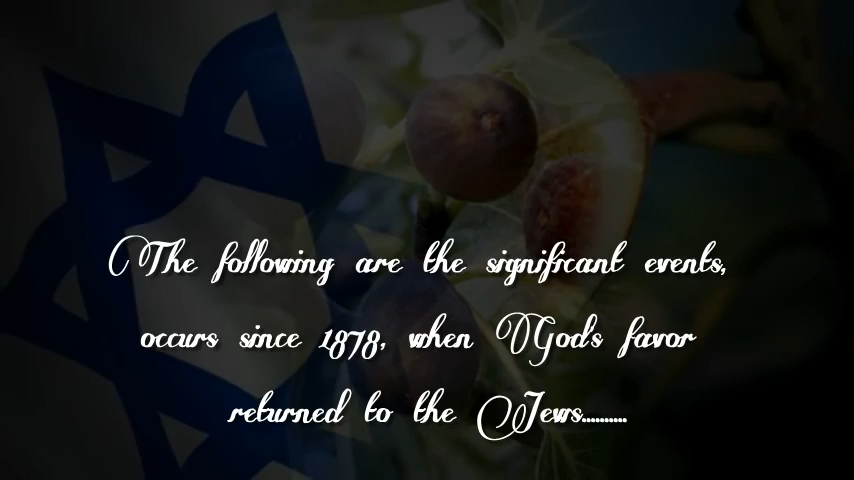 The following are the significant events,
occurs since 1878, when God's favor
returned to the Jews..........